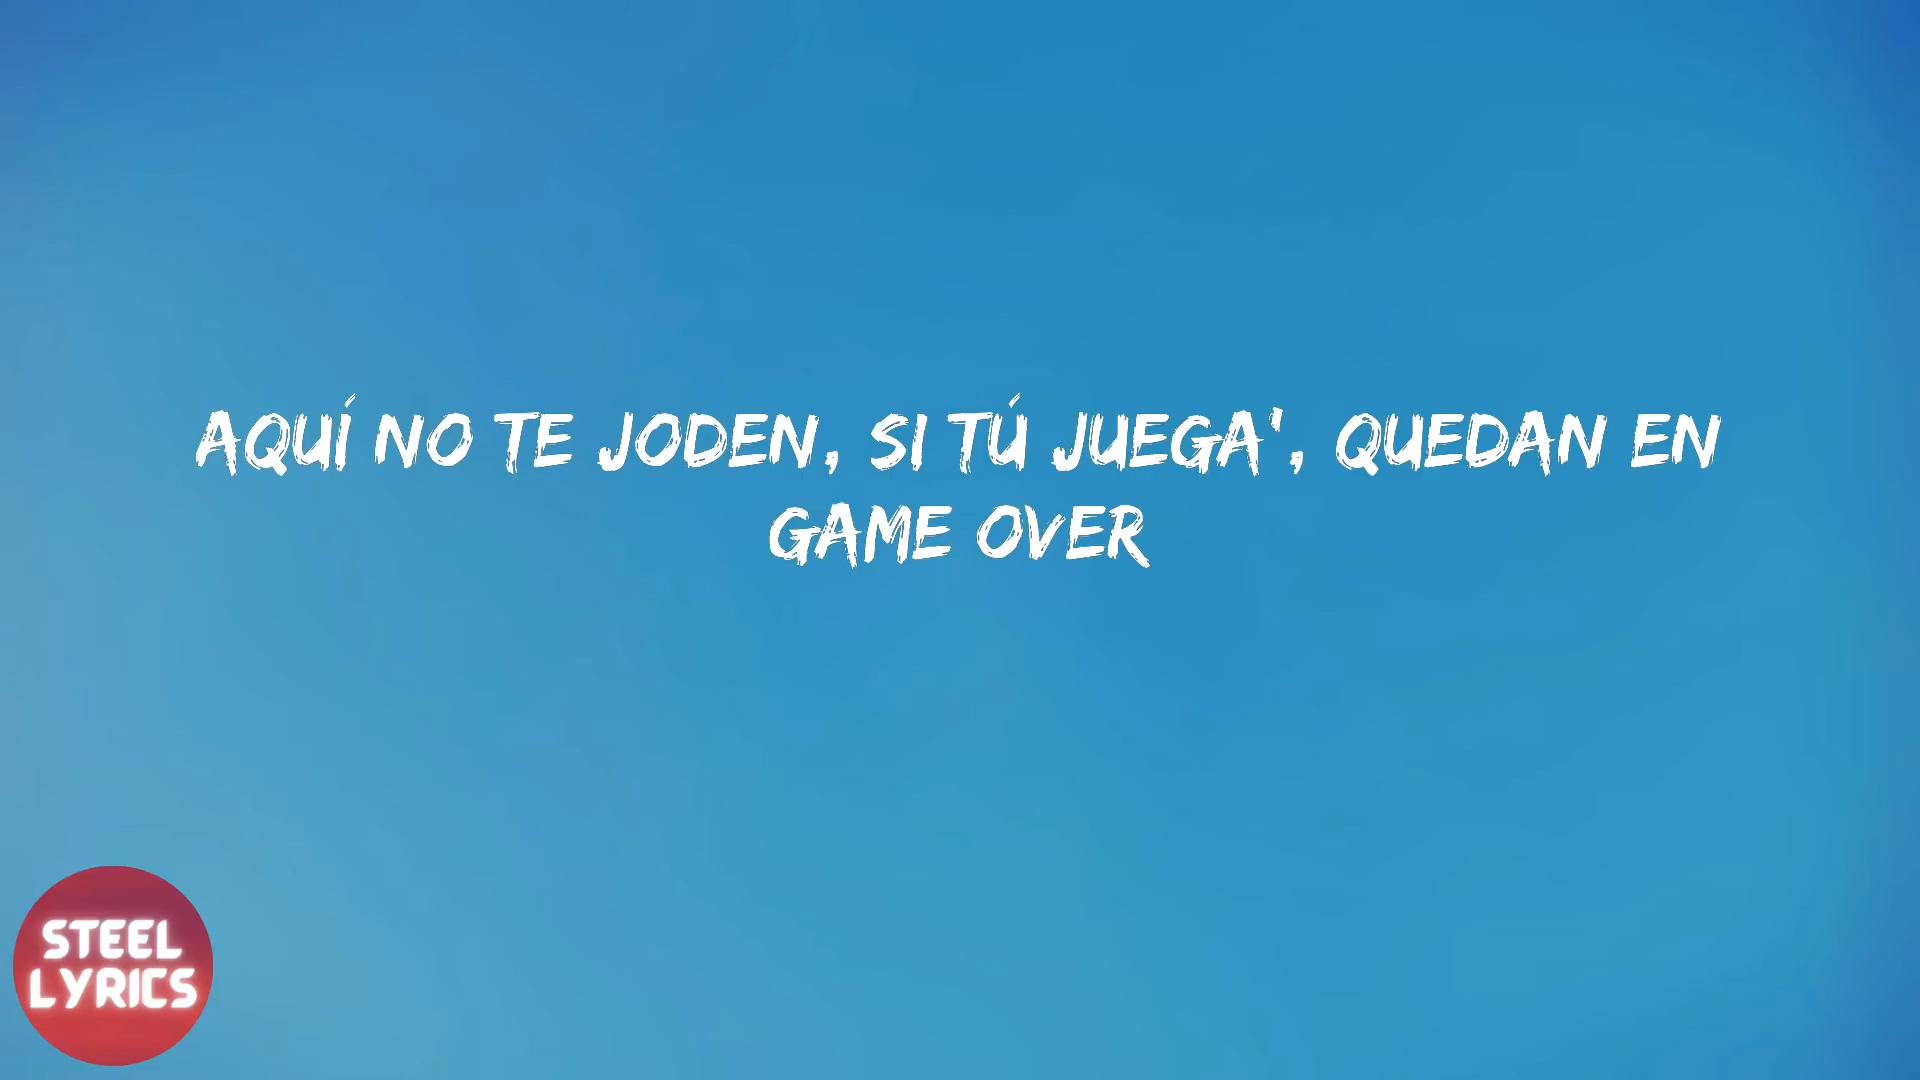 AQUÍ NO TE JODEN, SI TÚ JUEGA', QUEDAN EN
GAME OVER
STEEL
LYRICS